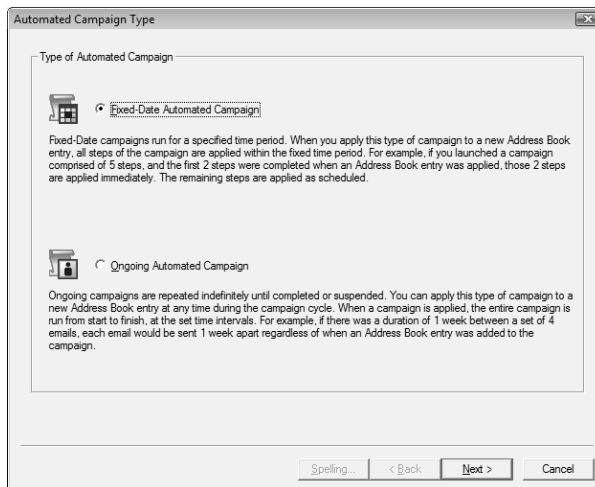 Automated Campaign Type
Type of Automated Campaign
Fixed-Date Automated Campaign
Fixed-Date campaigns run for a specified time period. When you apply this type of campaign to a new Address Book
entry, all steps of the campaign are applied within the fixed time period. For example, if you launched a campaign
comprised of 5 steps, and the first 2 steps were completed when an Address Book entry was applied, those 2 steps
are applied immediately. The remaining steps are applied as scheduled.
Ongoing Automated Campaign
Ongoing campaigns are repeated indefinitely until completed or suspended. You can apply this type of campaign to a
new Address Book entry at any time during the campaign cycle. When a campaign is applied, the entire campaign is
run from start to finish, at the set time intervals. For example, if there was a duration of 1 week between a set of 4
emails, each email would be sent 1 week apart regardless of when an Address Book entry was added to the
campaign.
Spelling... < Back Next > Cancel